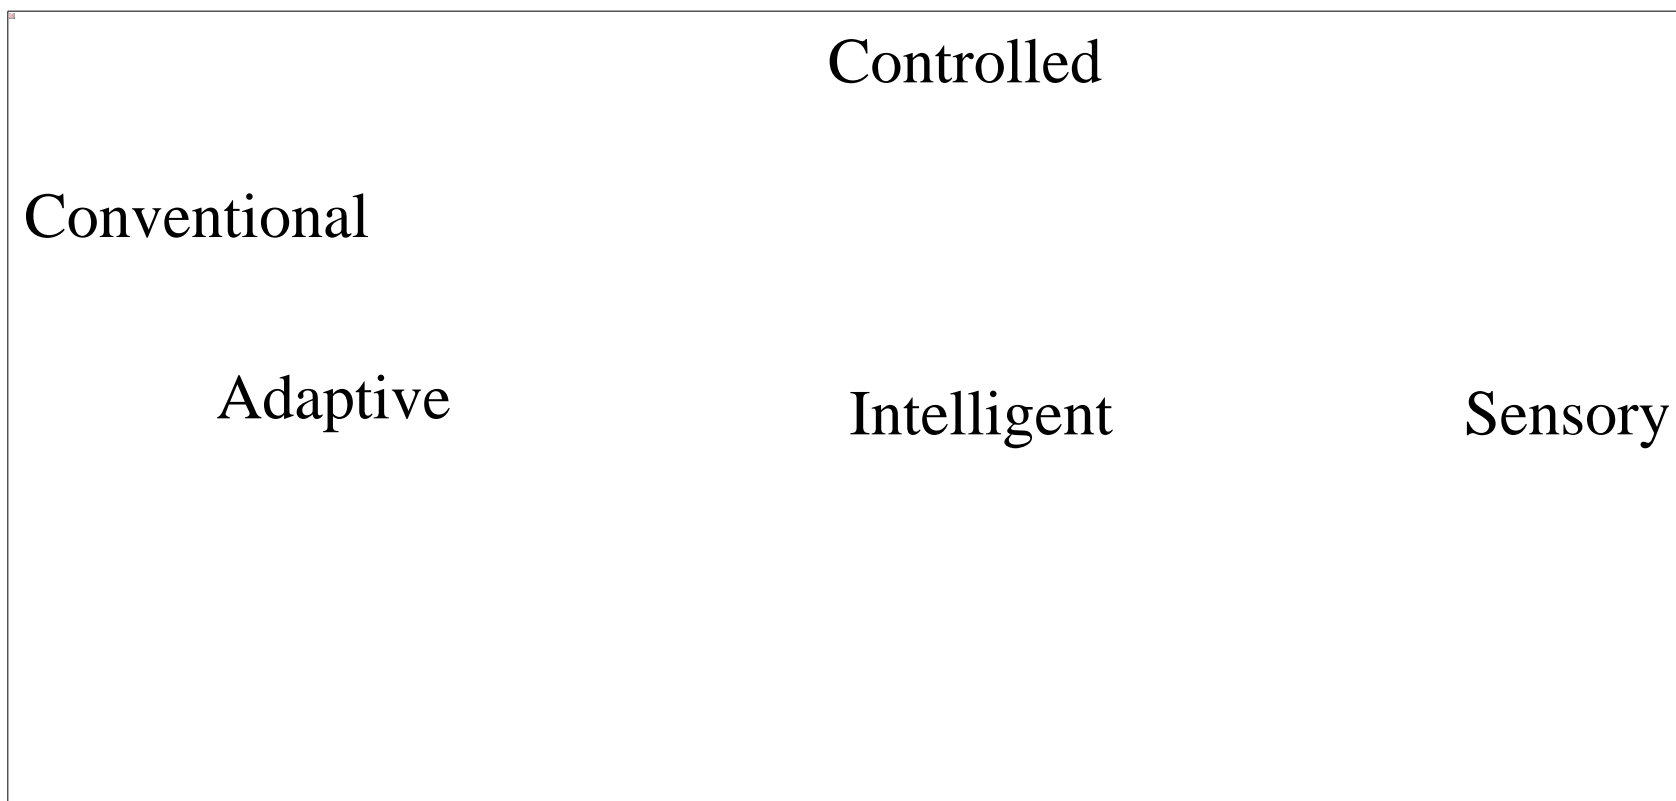 Controlled
Conventional
Adaptive
Intelligent
Sensory